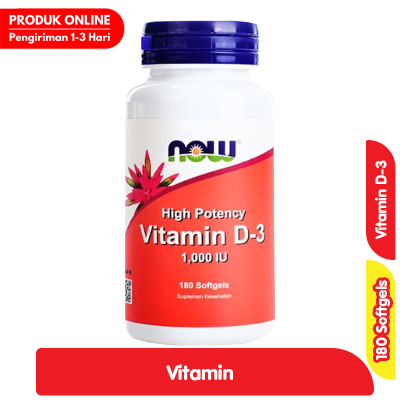 PRODUK ONLINE
Pengiriman 1-3 Hari
NOW
High Potency
Vitamin D-3
1,000 IU
180 Softgels
Suplemen Kesehatan
Vitamin D-3
180 Softgels
Vitamin